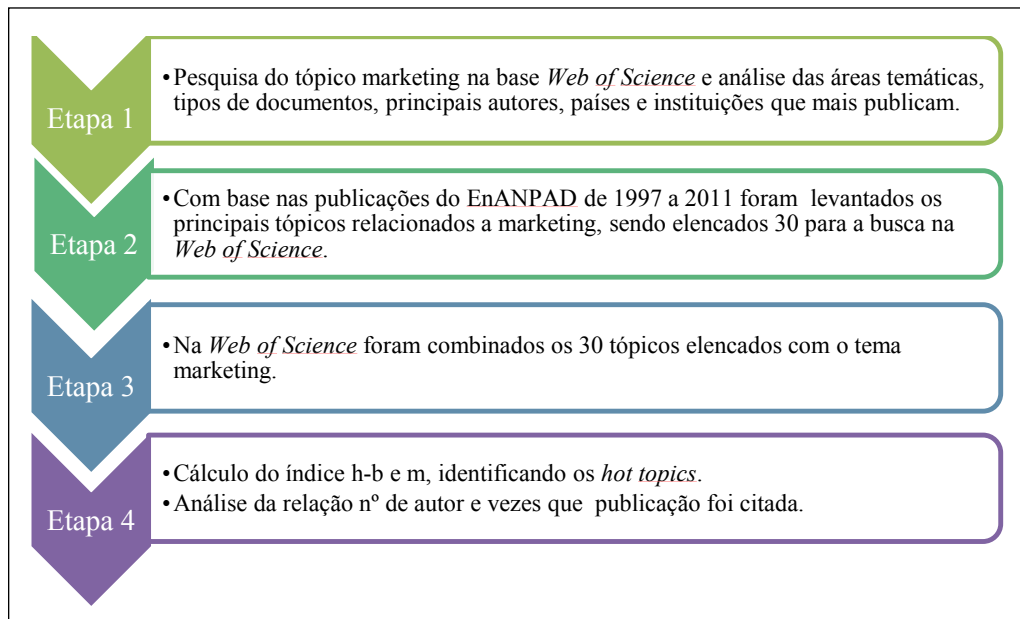 Etapa 1
•Pesquisa do tópico marketing na base Web of Science e análise das áreas temáticas,
tipos de documentos, principais autores, países e instituições que mais publicam.
Etapa 2
•Com base nas publicações do EnANPAD de 1997 a 2011 foram levantados os
principais tópicos relacionados a marketing, sendo elencados 30 para a busca na
Web of Science.
Etapa 3
•Na Web of Science foram combinados os 30 tópicos elencados com o tema
marketing.
Etapa 4
•Cálculo do índice h-b e m, identificando os hot topics.
•Análise da relação nº de autor e vezes que publicação foi citada.